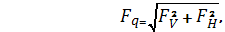 F_q=√(F_V² + F_H²).